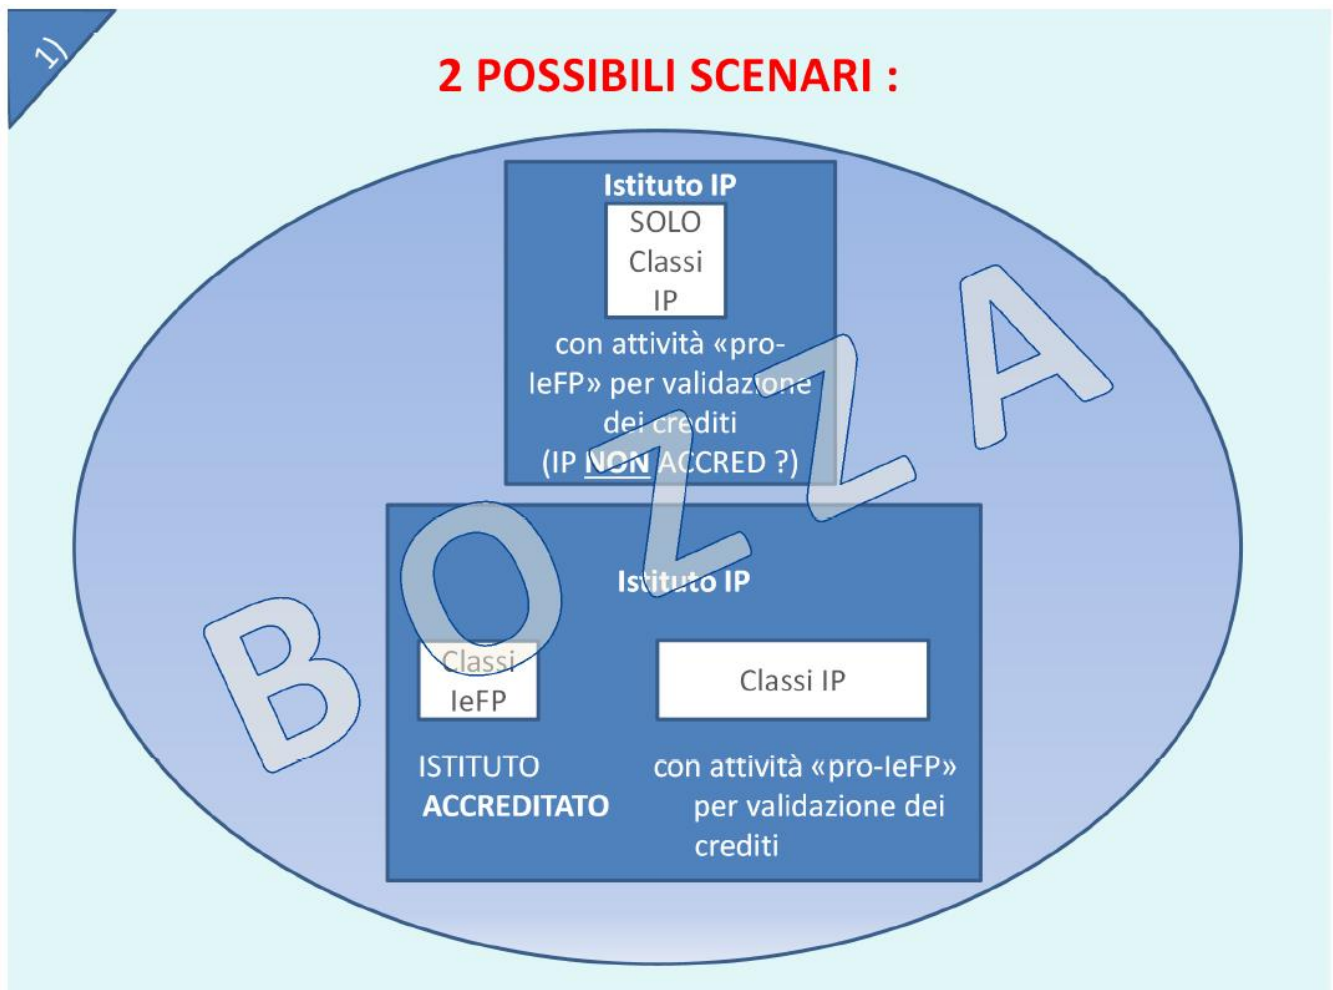 1)
2 POSSIBILI SCENARI :
Istituto IP
SOLO
Classi
IP
con attività «pro-
IeFP» per validazione
dei crediti
(IP NON ACCRED ?)
Istituto IP
Classi
IeFP
Classi IP
ISTITUTO
ACCREDITATO
con attività «pro-IeFP»
per validazione dei
crediti
BOZZA